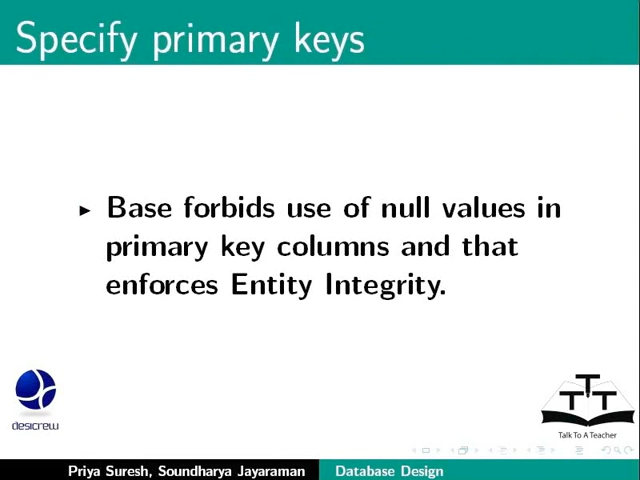 Specify primary keys
Base forbids use of null values in
primary key columns and that
enforces Entity Integrity.
desicrew
T T T
Talk To A Teacher
Priya Suresh, Soundharya Jayaraman Database Design